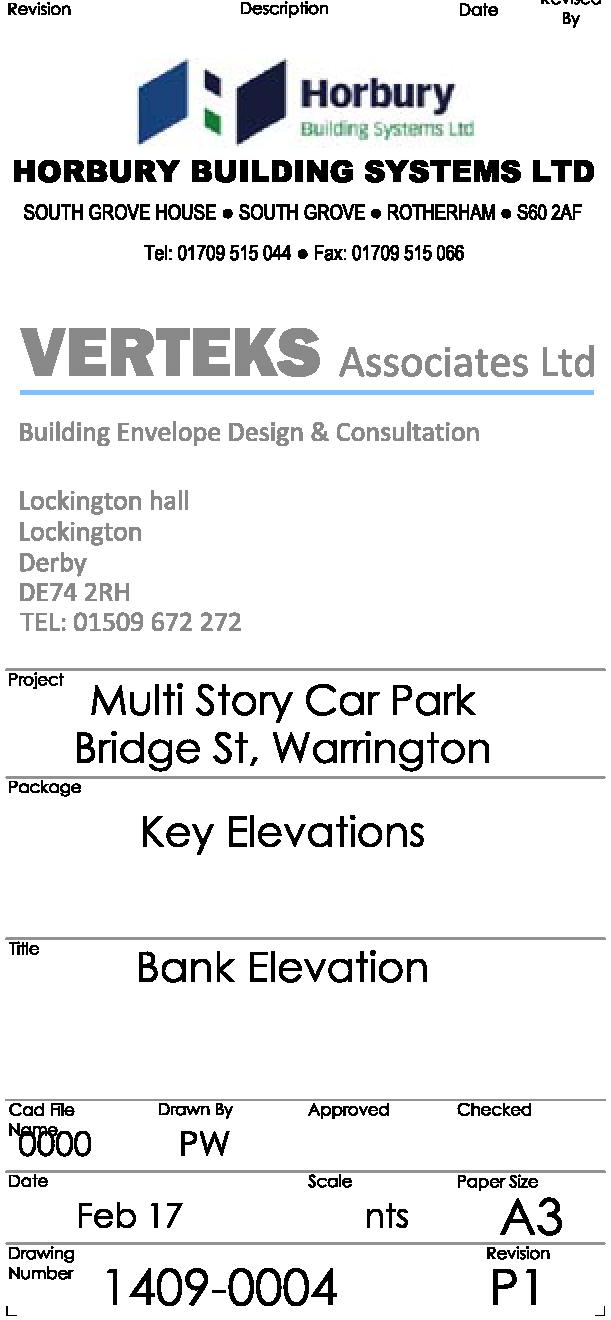 Revision Description Date Revised
By
Horbury
Building Systems Ltd
HORBURY BUILDING SYSTEMS LTD
SOUTH GROVE HOUSE ● SOUTH GROVE ● ROTHERHAM ● S60 2AF
Tel: 01709 515 044 ● Fax: 01709 515 066
VERTEKS Associates Ltd
Building Envelope Design & Consultation
Lockington hall
Lockington
Derby
DE74 2RH
TEL: 01509 672 272
Project
Multi Story Car Park
Bridge St, Warrington
Package
Key Elevations
Title
Bank Elevation
Cad File Drawn By Approved Checked
Name
0000 PW
Date Scale Paper Size
Feb 17 nts A3
Drawing Revision
Number 1409-0004 P1